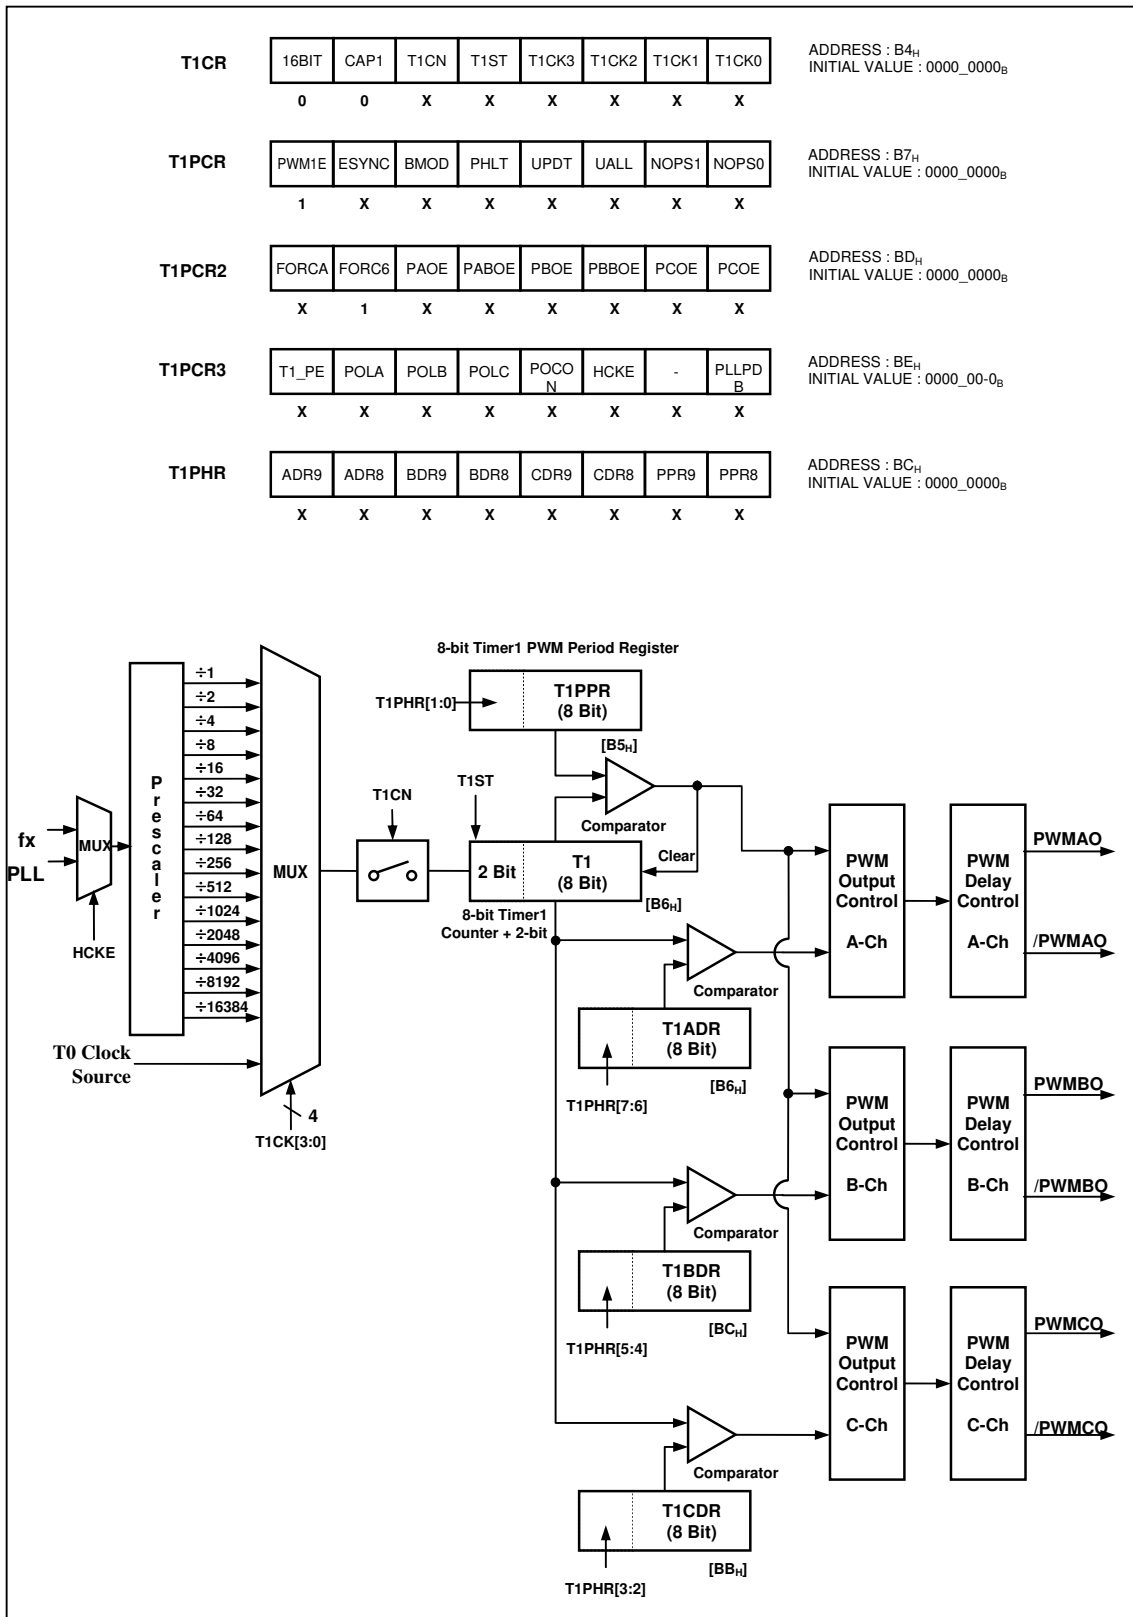 T1CR 16BIT CAP1 T1CN T1ST T1CK3 T1CK2 T1CK1 T1CK0 ADDRESS : B4H
INITIAL VALUE : 0000_0000B
0 0 X X X X X X
T1PCR PWM1E ESYNC BMOD PHLT UPDT UALL NOPS1 NOPS0 ADDRESS : B7H
INITIAL VALUE : 0000_0000B
1 X X X X X X X
T1PCR2 FORCA FORC6 PAOE PABOE PBOE PBBOE PCOE PCOE ADDRESS : BDH
INITIAL VALUE : 0000_0000B
X 1 X X X X X X
T1PCR3 T1_PE POLA POLB POLC POCO
N HCKE - PLLPD
B ADDRESS : BEH
INITIAL VALUE : 0000_00-0B
X X X X X X X X
T1PHR ADR9 ADR8 BDR9 BDR8 CDR9 CDR8 PPR9 PPR8 ADDRESS : BCH
INITIAL VALUE : 0000_0000B
X X X X X X X X
8-bit Timer1 PWM Period Register
T1PHR[1:0]
T1PPR
(8 Bit)
[B5H]
fx
PLL
MUX
HCKE
Prescaler
÷1
÷2
÷4
÷8
÷16
÷32
÷64
÷128
÷256
÷512
÷1024
÷2048
÷4096
÷8192
÷16384
T0 Clock
Source
MUX
4
T1CK[3:0]
T1CN
T1ST
Comparator
Clear
2 Bit
T1
(8 Bit)
[B6H]
8-bit Timer1
Counter + 2-bit
Comparator
T1ADR
(8 Bit)
[B6H]
T1PHR[7:6]
PWM
Output
Control
A-Ch
PWM
Delay
Control
A-Ch
PWMAO
/PWMAO
Comparator
T1BDR
(8 Bit)
[BCH]
T1PHR[5:4]
PWM
Output
Control
B-Ch
PWM
Delay
Control
B-Ch
PWMBO
/PWMBO
Comparator
T1CDR
(8 Bit)
[BBH]
T1PHR[3:2]
PWM
Output
Control
C-Ch
PWM
Delay
Control
C-Ch
PWMCO
/PWMCO